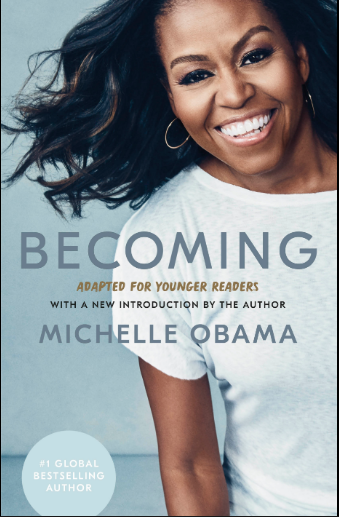 BECOMING
ADAPTED FOR YOUNGER READERS
WITH A NEW INTRODUCTION BY THE AUTHOR
MICHELLE OBAMA
#1 GLOBAL
BESTSELLING
AUTHOR